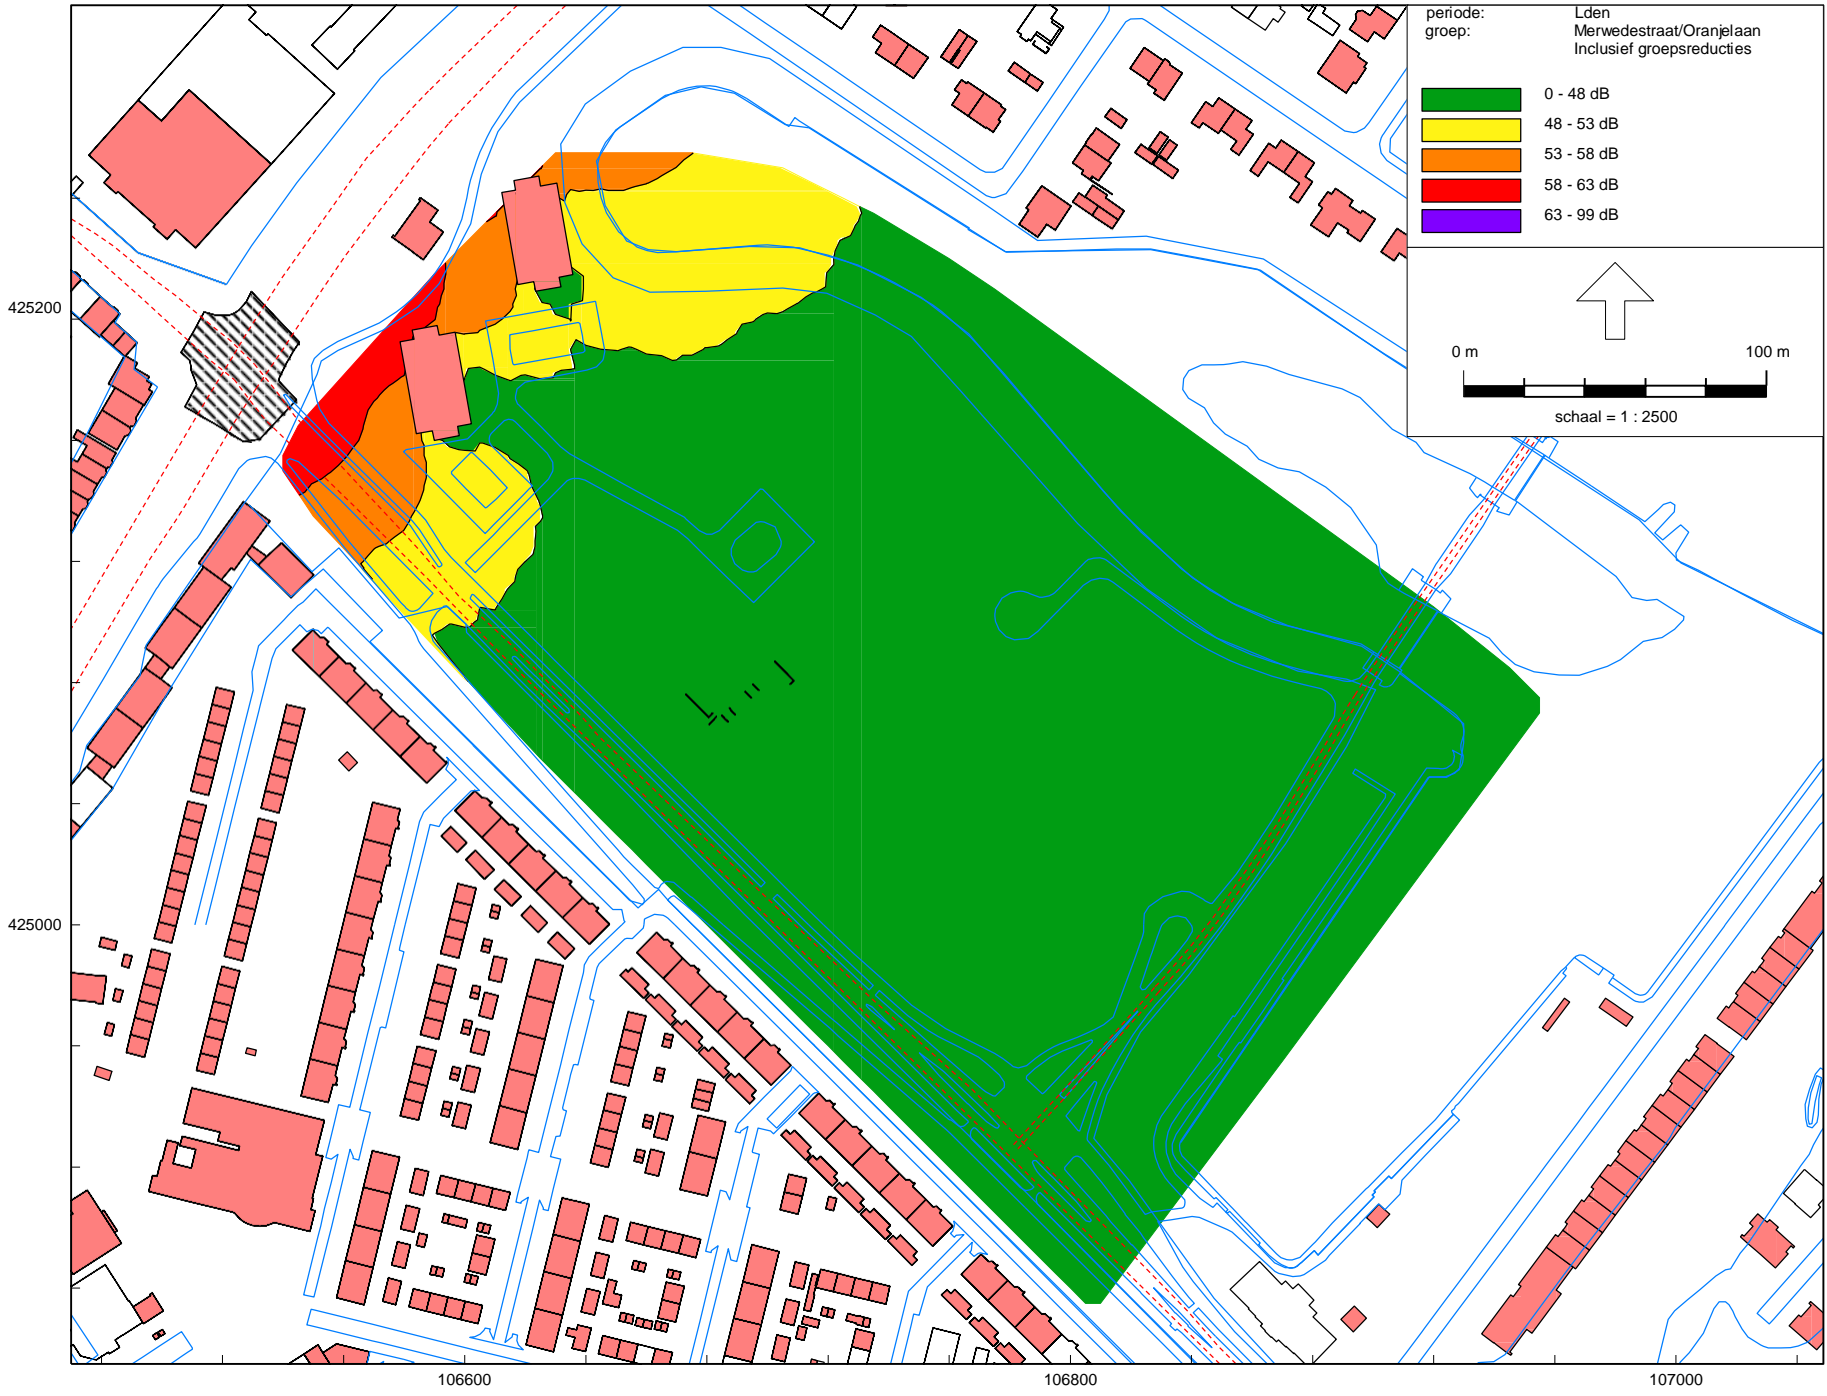 periode: Lden
groep: Merwedestraat/Oranjelaan
Inclusief groepsreducties
0 - 48 dB
48 - 53 dB
53 - 58 dB
58 - 63 dB
63 - 99 dB
0 m 100 m
schaal = 1 : 2500
425200
425000
106600 106800 107000